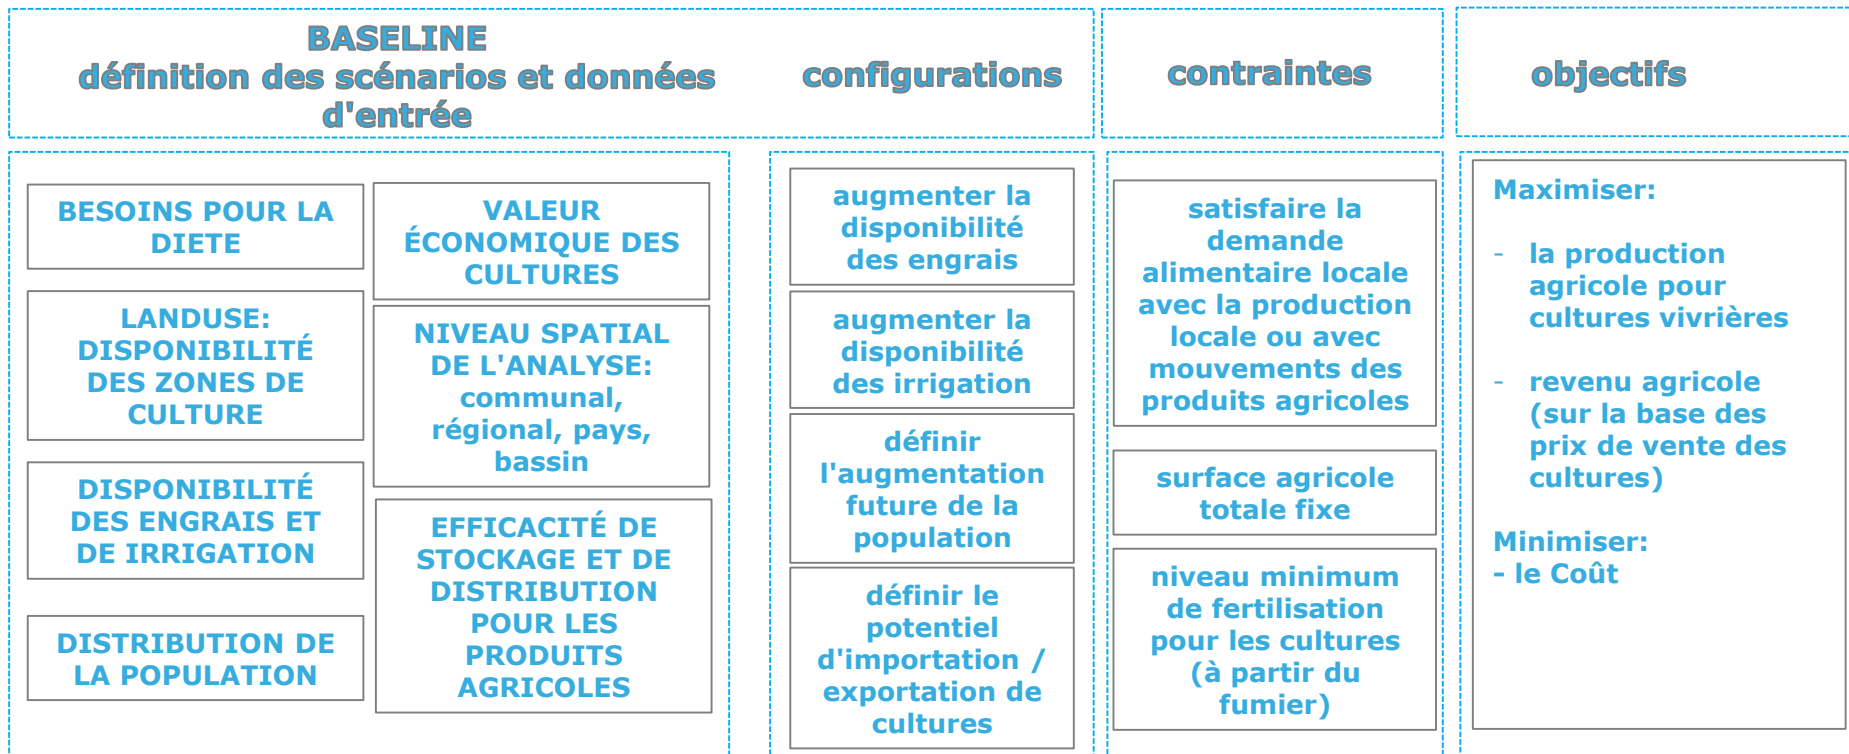 BASELINE
définition des scénarios et données
d'entrée
configurations
contraintes
objectifs
BESOINS POUR LA
DIETE
LANDUSE:
DISPONIBILITÉ
DES ZONES DE
CULTURE
DISPONIBILITÉ
DES ENGRAIS ET
DE IRRIGATION
DISTRIBUTION DE
LA POPULATION
VALEUR
ÉCONOMIQUE DES
CULTURES
NIVEAU SPATIAL
DE L'ANALYSE:
communal,
régional, pays,
bassin
EFFICACITÉ DE
STOCKAGE ET DE
DISTRIBUTION
POUR LES
PRODUITS
AGRICOLES
augmenter la
disponibilité
des engrais
augmenter la
disponibilité
des irrigation
définir
l'augmentation
future de la
population
définir le
potentiel
d'importation /
exportation de
cultures
satisfaire la
demande
alimentaire locale
avec la production
locale ou avec
mouvements des
produits agricoles
surface agricole
totale fixe
niveau minimum
de fertilisation
pour les cultures
(à partir du
fumier)
Maximiser:
- la production
agricole pour
cultures vivrières
- revenu agricole
(sur la base des
prix de vente des
cultures)
Minimiser:
- le Coût